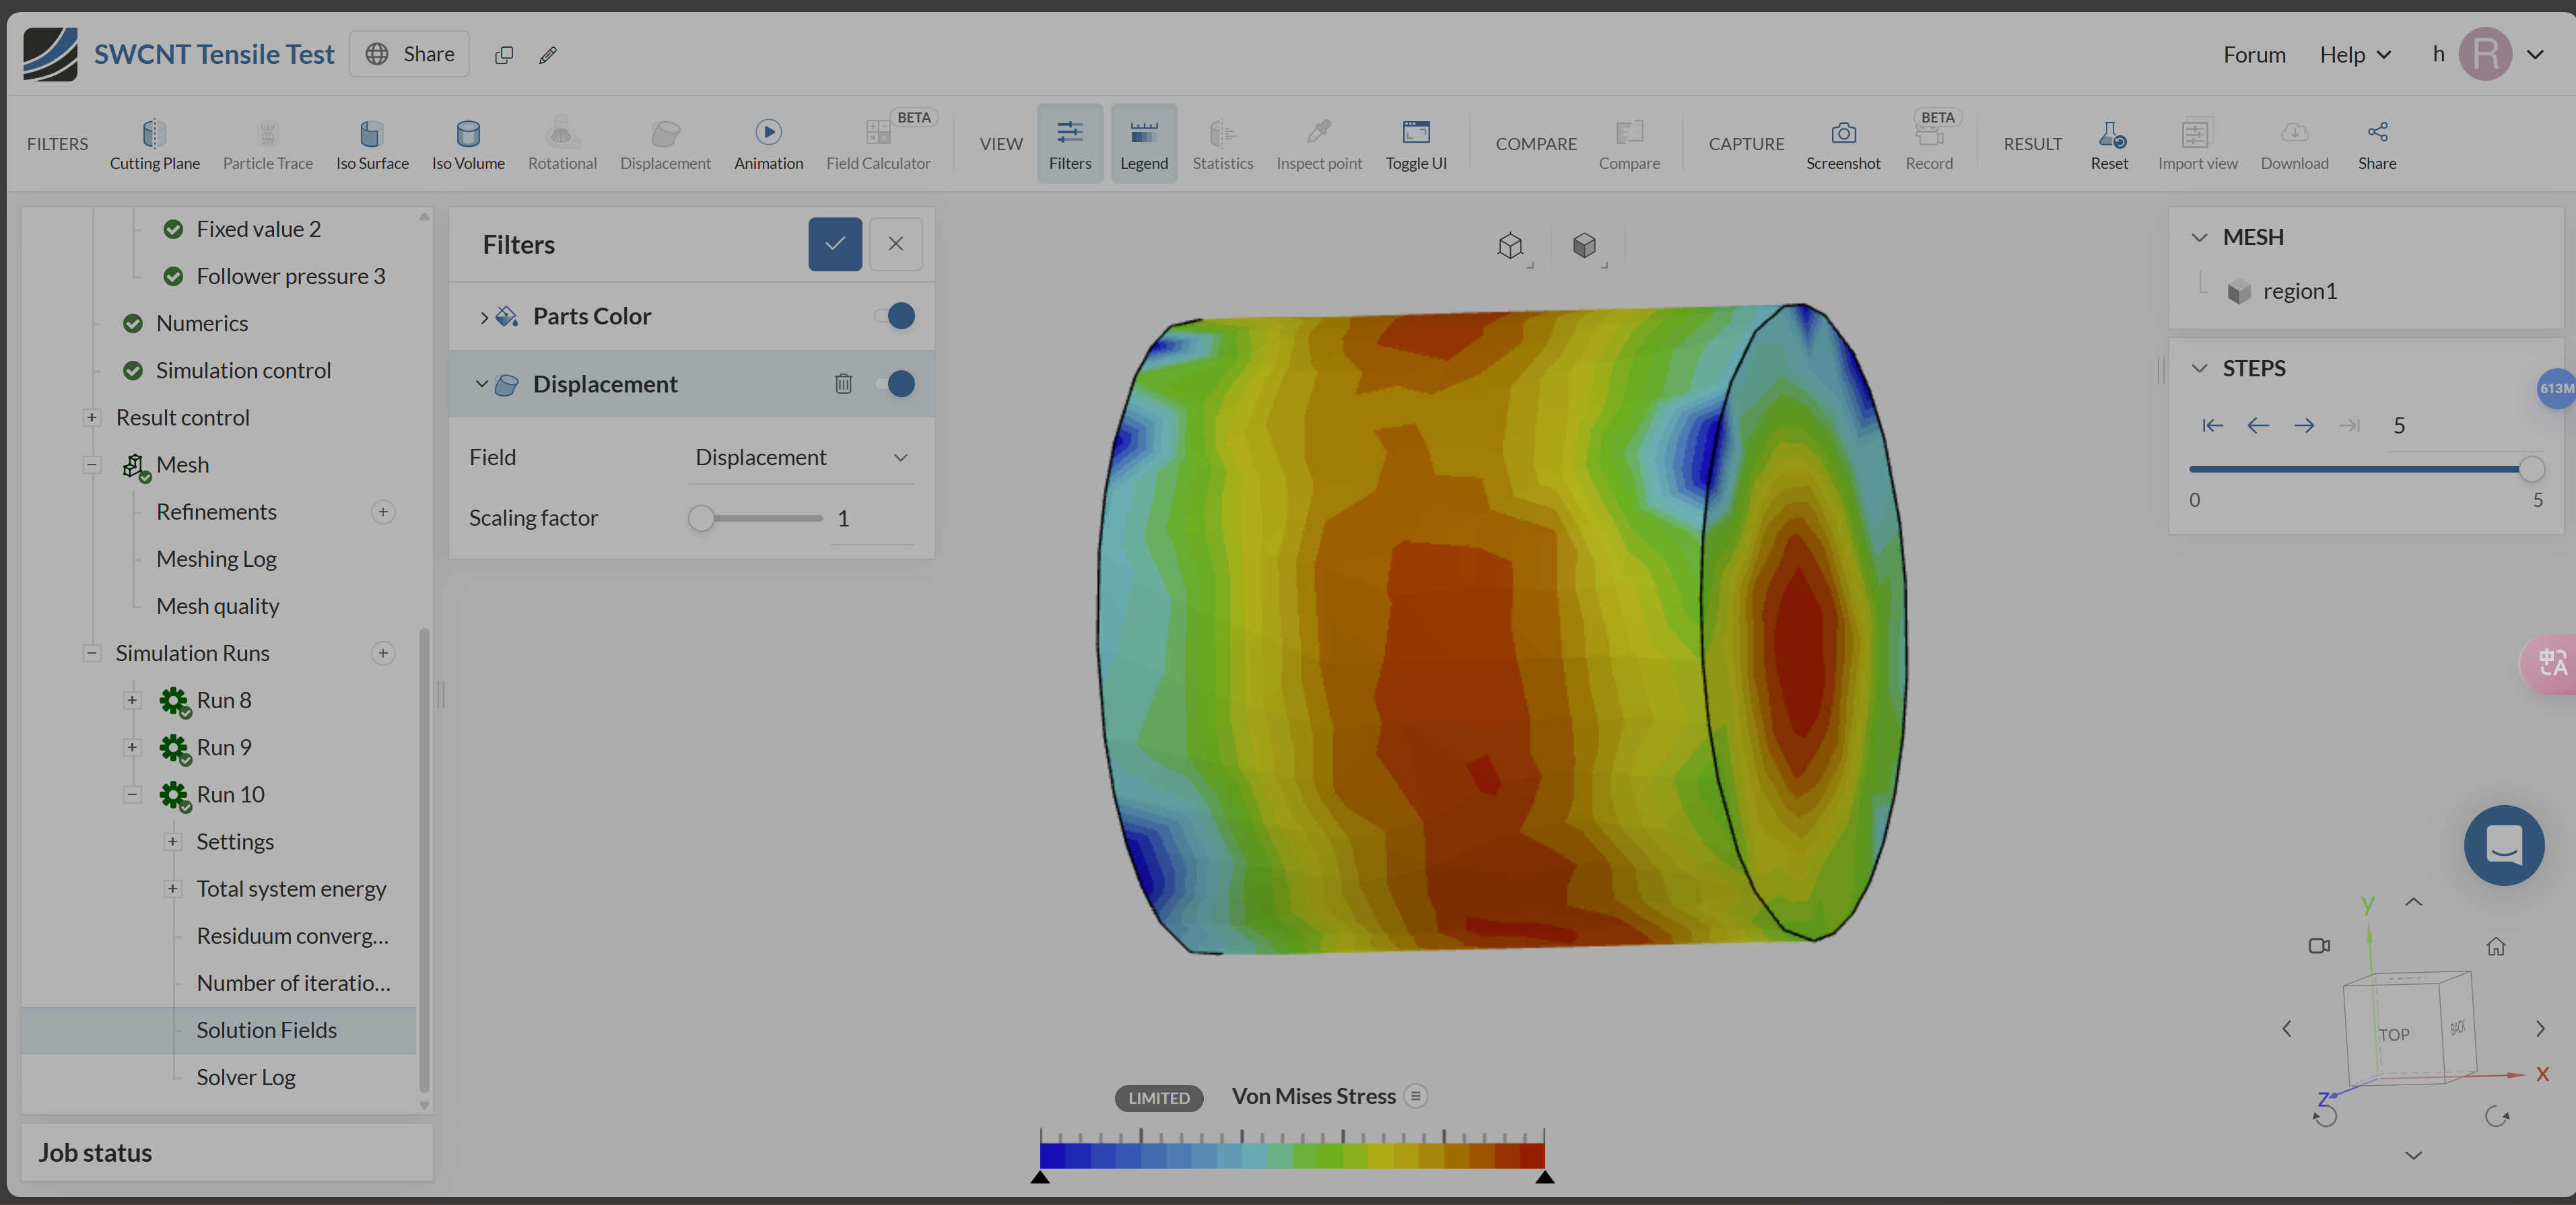 SWCNT Tensile Test
Share
Forum
Help
h
R
FILTERS
Cutting Plane
Particle Trace
Iso Surface
Iso Volume
Rotational
Displacement
Animation
BETA
Field Calculator
VIEW
Filters
Legend
Statistics
Inspect point
Toggle UI
COMPARE
Compare
CAPTURE
Screenshot
BETA
Record
RESULT
Reset
Import view
Download
Share
Fixed value 2
Follower pressure 3
Numerics
Simulation control
Result control
Mesh
Refinements
Meshing Log
Mesh quality
Simulation Runs
Run 8
Run 9
Run 10
Settings
Total system energy
Residuum converg...
Number of iteratio...
Solution Fields
Solver Log
Job status
Filters
Parts Color
Displacement
Field
Displacement
Scaling factor
1
MESH
region1
STEPS
5
0
5
613M
中A
y
TOP
BACK
x
z
LIMITED
Von Mises Stress